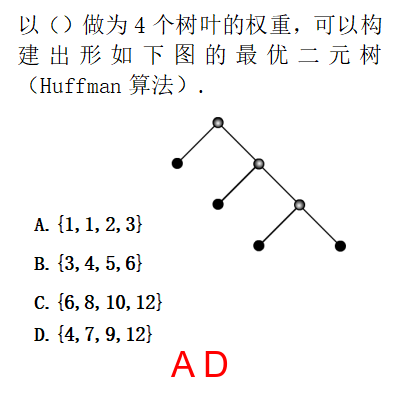 以()做为4个树叶的权重,可以构
建出形如下图的最优二元树
(Huffman 算法).
A. {1,1,2,3}
B. {3,4,5,6}
C. {6,8,10,12}
D. {4,7,9,12}
A D